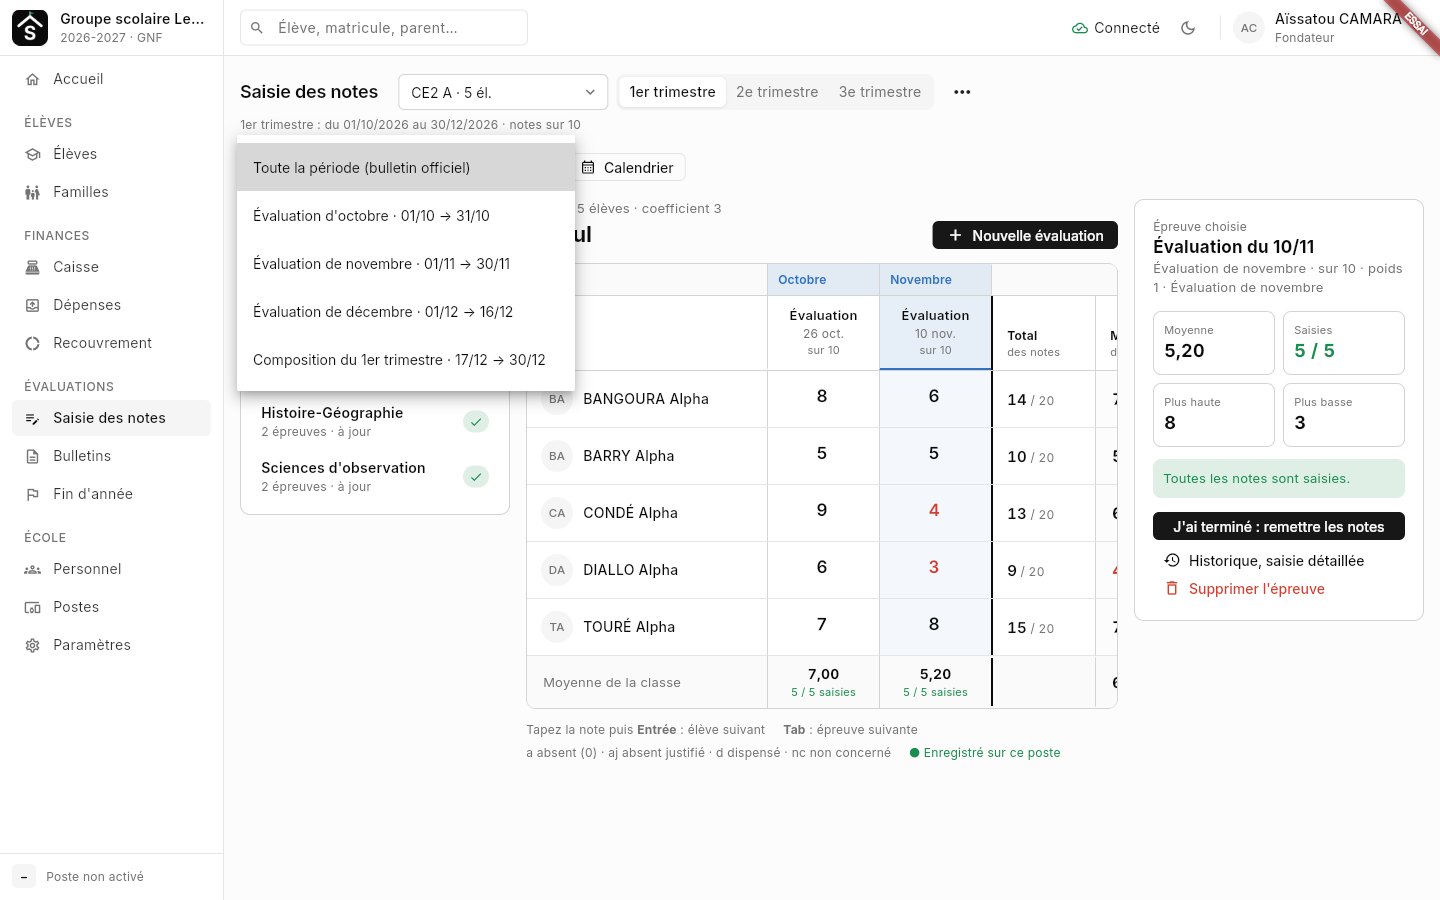 Groupe scolaire Le...
2026-2027 · GNF
Élève, matricule, parent...
Connecté
AC
Aïssatou CAMARA
Fondateur
ESSAI
Accueil
ÉLÈVES
Élèves
Familles
FINANCES
Caisse
Dépenses
Recouvrement
ÉVALUATIONS
Saisie des notes
Bulletins
Fin d'année
ÉCOLE
Personnel
Postes
Paramètres
– Poste non activé
Saisie des notes
CE2 A · 5 él.
1er trimestre 2e trimestre 3e trimestre
1er trimestre : du 01/10/2026 au 30/12/2026 · notes sur 10
Toute la période (bulletin officiel)
Évaluation d'octobre · 01/10 → 31/10
Évaluation de novembre · 01/11 → 30/11
Évaluation de décembre · 01/12 → 16/12
Composition du 1er trimestre · 17/12 → 30/12
Calendrier
Histoire-Géographie
2 épreuves · à jour
Sciences d'observation
2 épreuves · à jour
5 élèves · coefficient 3
ul
+ Nouvelle évaluation
Octobre Novembre
Évaluation
26 oct.
sur 10
Évaluation
10 nov.
sur 10
Total
des notes
BA BANGOURA Alpha 8 6 14 / 20
BA BARRY Alpha 5 5 10 / 20
CA CONDÉ Alpha 9 4 13 / 20
DA DIALLO Alpha 6 3 9 / 20
TA TOURÉ Alpha 7 8 15 / 20
Moyenne de la classe 7,00 5,20
5 / 5 saisies 5 / 5 saisies
Tapez la note puis Entrée : élève suivant Tab : épreuve suivante
a absent (0) · aj absent justifié · d dispensé · nc non concerné Enregistré sur ce poste
Épreuve choisie
Évaluation du 10/11
Évaluation de novembre · sur 10 · poids
1 · Évaluation de novembre
Moyenne
5,20
Saisies
5 / 5
Plus haute
8
Plus basse
3
Toutes les notes sont saisies.
J'ai terminé : remettre les notes
Historique, saisie détaillée
Supprimer l'épreuve